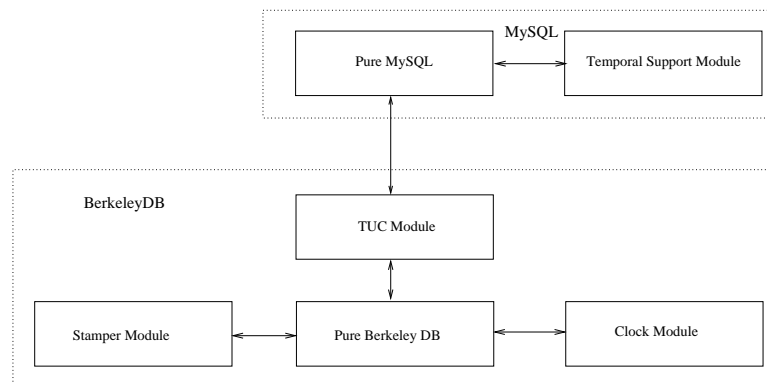 MySQL
Pure MySQL
Temporal Support Module
BerkeleyDB
TUC Module
Stamper Module
Pure Berkeley DB
Clock Module